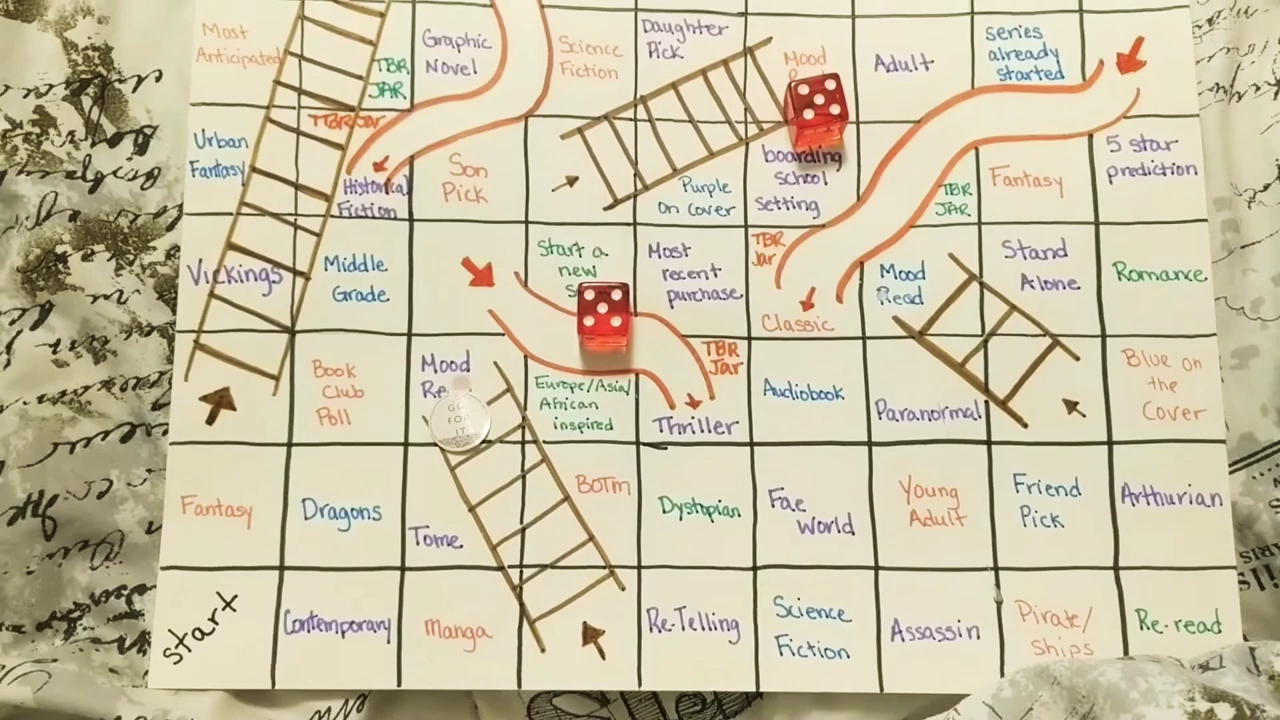 Most
Anticipated
TBR
JAR
Graphic
Novel
Science
Fiction
Daughter
Pick
Mood
Adult
series
already
started
Urban
Fantasy
TBR Jar
Historical
Fiction
Son
Pick
Purple
on cover
boarding
school
setting
TBR
JAR
Fantasy
5 star
prediction
Vickings
Middle
Grade
Start a
new
Most
recent
purchase
TBR
Jar
Classic
Mood
Read
Stand
Alone
Romance
Book
Club
Poll
Mood
GO
FOR
IT
Europe/Asia/
African
inspired
TBR
Jar
Thriller
Audiobook
Paranormal
Blue on
the
Cover
Fantasy
Dragons
Tome
BOTM
Dystopian
Fae
World
Young
Adult
Friend
Pick
Arthurian
start
Contemporary
Manga
Re-Telling
Science
Fiction
Assassin
Pirate/
Ships
Re-read